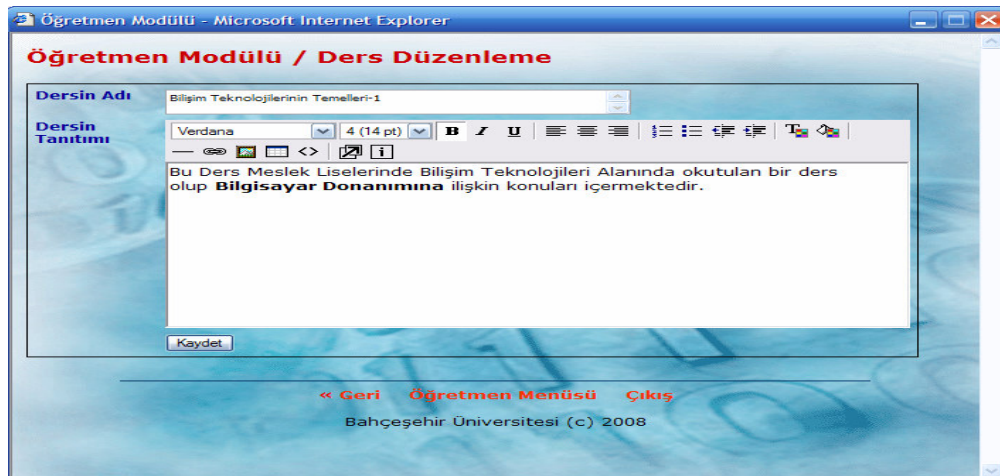 Öğretmen Modülü - Microsoft Internet Explorer
Öğretmen Modülü / Ders Düzenleme
Dersin Adı
Bilişim Teknolojilerinin Temelleri-1
Dersin
Tanıtımı
Verdana 4 (14 pt) B I U
Bu Ders Meslek Liselerinde Bilişim Teknolojileri Alanında okutulan bir ders
olup Bilgisayar Donanımına ilişkin konuları içermektedir.
Kaydet
« Geri Öğretmen Menüsü Çıkış
Bahçeşehir Üniversitesi (c) 2008